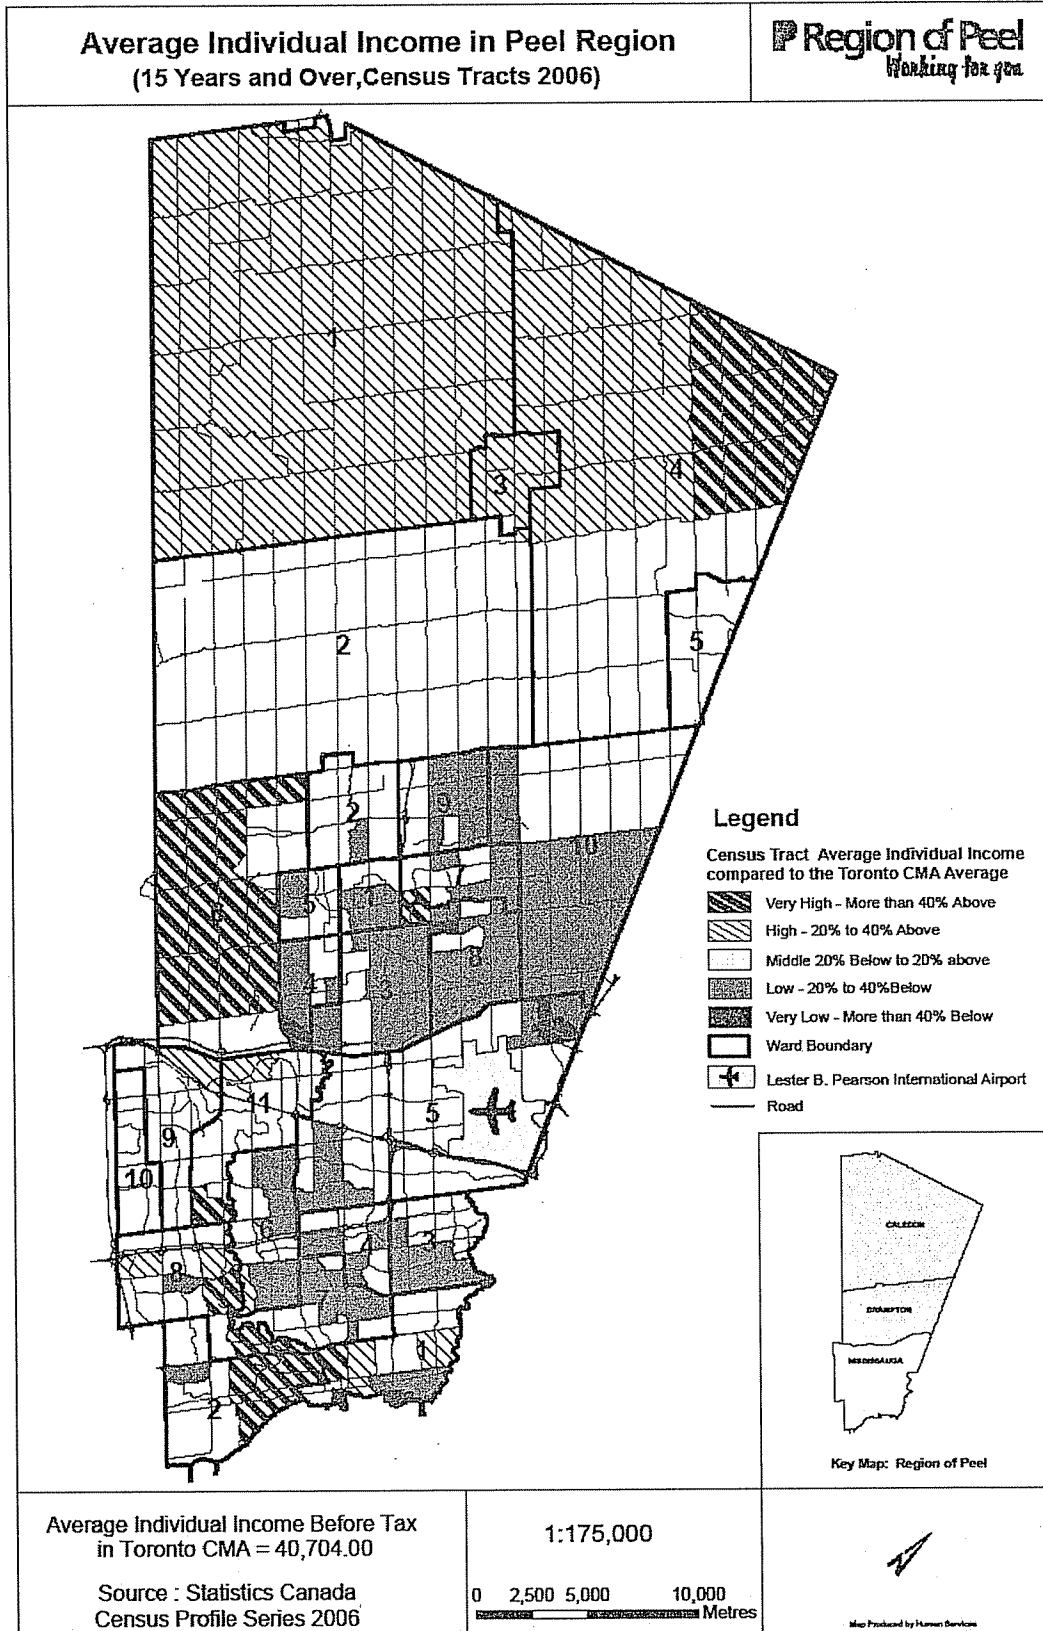 Average Individual Income in Peel Region
(15 Years and Over,Census Tracts 2006)
Region of Peel
Working for you
1
4
3
2
5
2
9
10
6
8
3
11
5
9
10
6
4
3
8
7
1
2
Legend
Census Tract Average Individual Income
compared to the Toronto CMA Average
Very High - More than 40% Above
High - 20% to 40% Above
Middle 20% Below to 20% above
Low - 20% to 40%Below
Very Low - More than 40% Below
Ward Boundary
Lester B. Pearson International Airport
Road
CALEDON
BRAMPTON
MISSISSAUGA
Key Map: Region of Peel
Average Individual Income Before Tax
in Toronto CMA = 40,704.00
Source : Statistics Canada
Census Profile Series 2006
1:175,000
0 2,500 5,000 10,000
Metres
Map Produced by Human Services